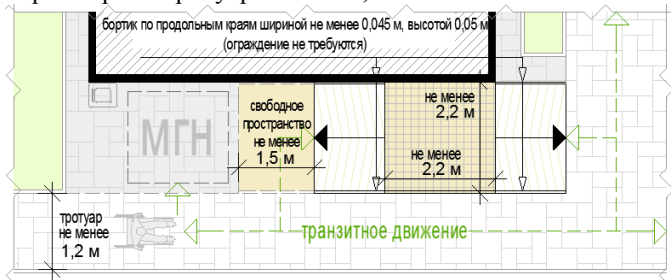 бортик по продольным краям шириной не менее 0,045 м, высотой 0,05 м
(ограждение не требуются)
свободное
пространство
не менее
1,5 м
не менее
2,2 м
не менее
2,2 м
МГН
тротуар
не менее
1,2 м
транзитное движение